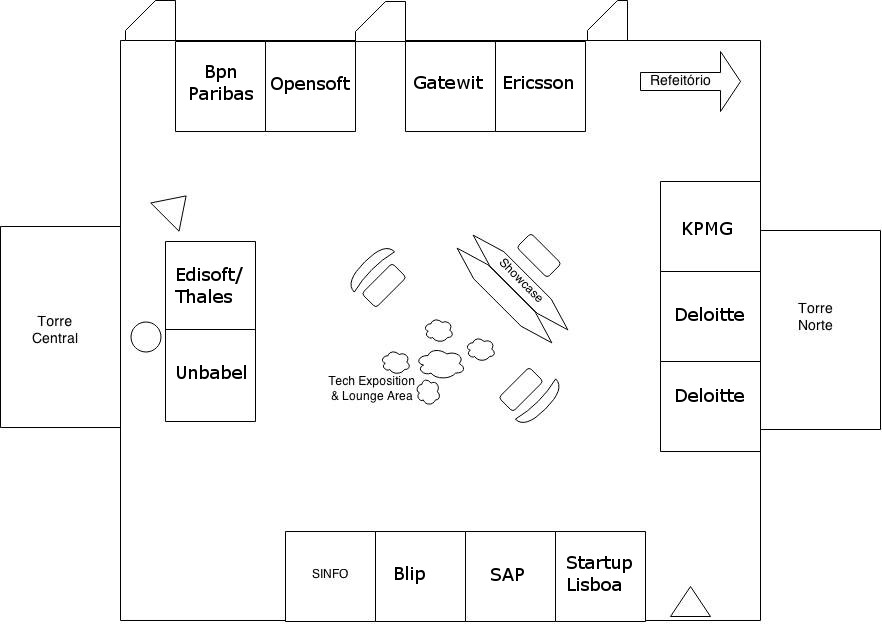 Bpn
Paribas
Opensoft
Gatewit
Ericsson
Refeitório
KPMG
Edisoft/
Thales
Showcase
Torre
Central
Torre
Norte
Deloitte
Unbabel
Tech Exposition
& Lounge Area
Deloitte
SINFO
Blip
SAP
Startup
Lisboa